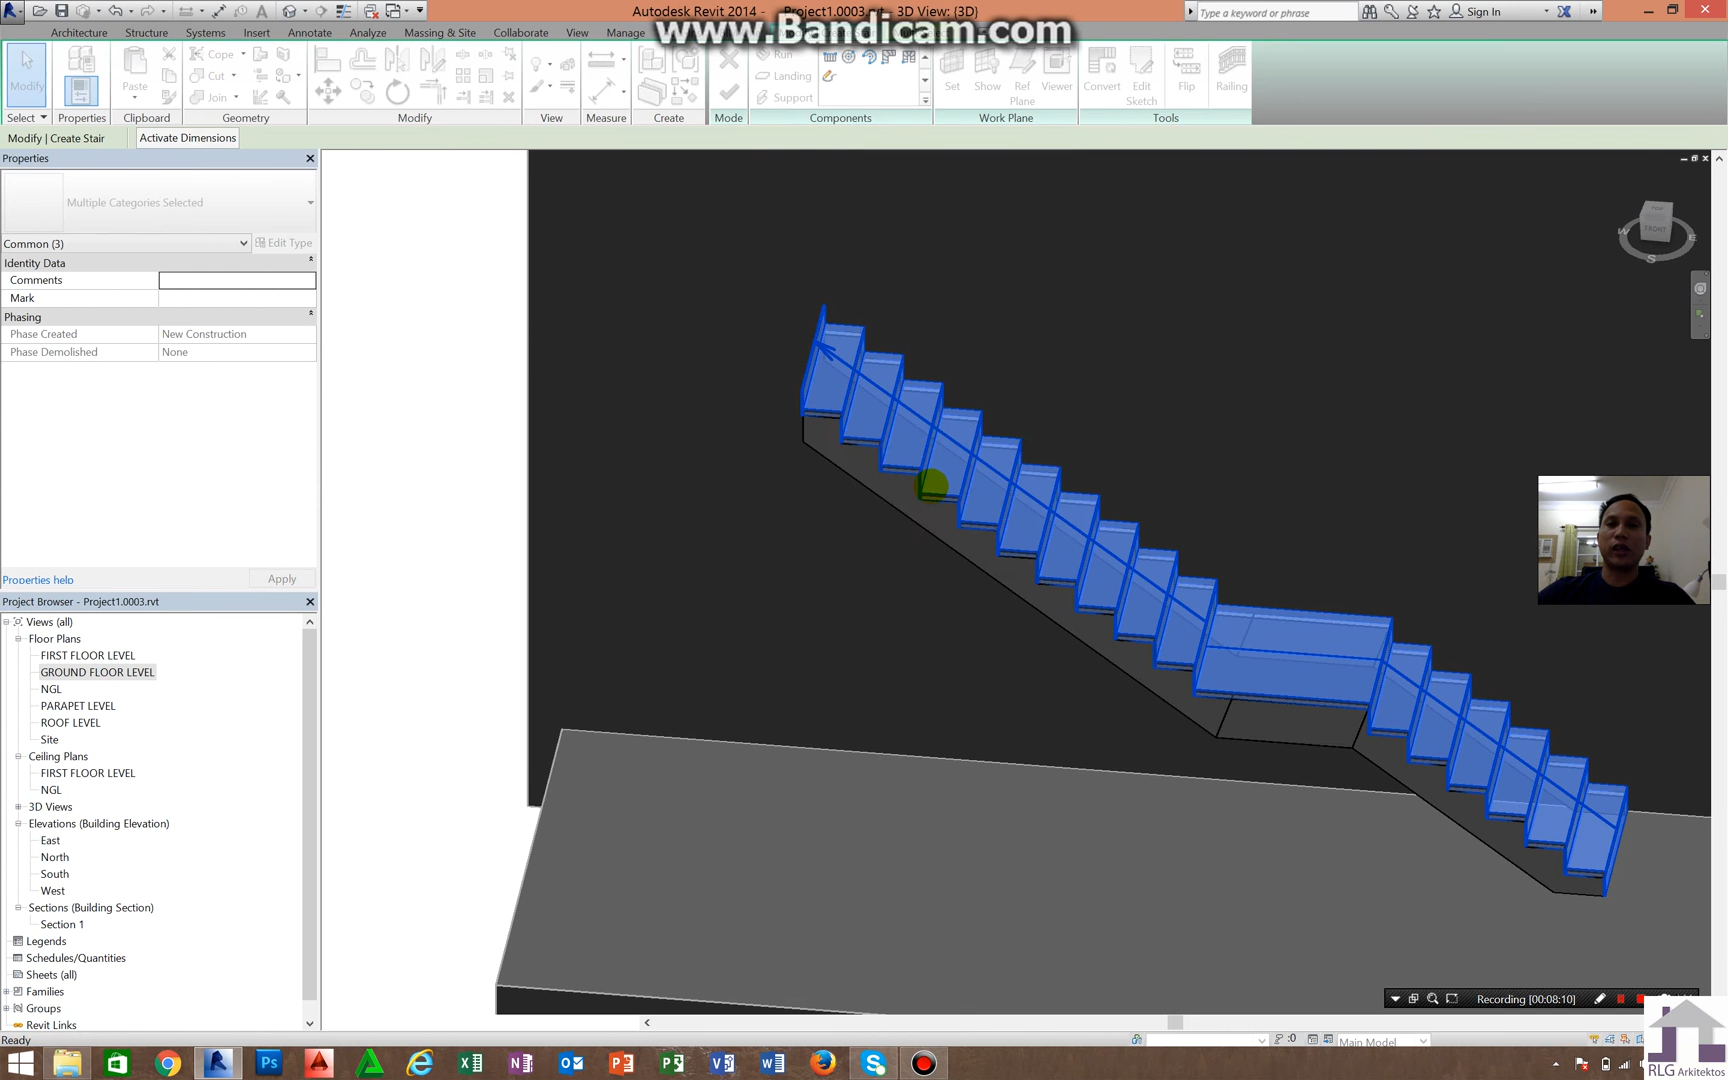 Autodesk Revit 2014 - Project1.0003.rvt - 3D View: {3D}
Type a keyword or phrase
Sign In
www.Bandicam.com
Architecture Structure Systems Insert Annotate Analyze Massing & Site Collaborate View Manage
Modify
Paste
Cope
Cut
Join
Run
Landing
Support
Set Show Ref Plane Viewer
Convert Edit Sketch Flip Railing
Select Properties Clipboard Geometry Modify View Measure Create Mode Components Work Plane Tools
Modify | Create Stair
Activate Dimensions
Properties
Multiple Categories Selected
Common (3)
Edit Type
Identity Data
Comments
Mark
Phasing
Phase Created New Construction
Phase Demolished None
Properties help
Apply
Project Browser - Project1.0003.rvt
Views (all)
Floor Plans
FIRST FLOOR LEVEL
GROUND FLOOR LEVEL
NGL
PARAPET LEVEL
ROOF LEVEL
Site
Ceiling Plans
FIRST FLOOR LEVEL
NGL
3D Views
Elevations (Building Elevation)
East
North
South
West
Sections (Building Section)
Section 1
Legends
Schedules/Quantities
Sheets (all)
Families
Groups
Revit Links
TOP
FRONT
W
E
S
Recording [00:08:10]
Ready
:0
Main Model
RLG Arkitektos